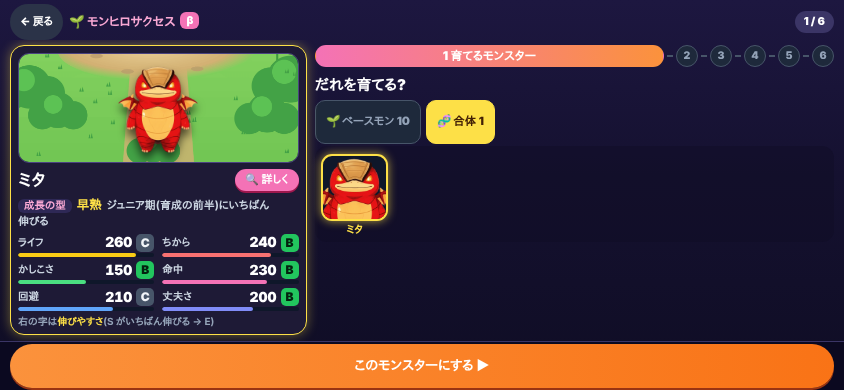 ← 戻る
🌱 モンヒロサクセス β
1 / 6
ミタ
🔍 詳しく
成長の型 早熟 ジュニア期(育成の前半)にいちばん
伸びる
ライフ 260 C ちから 240 B
かしこさ 150 B 命中 230 B
回避 210 C 丈夫さ 200 B
右の字は伸びやすさ(S がいちばん伸びる → E)
1 育てるモンスター 2 3 4 5 6
だれを育てる?
🌱 ベースモン 10
🧬 合体 1
ミタ
このモンスターにする ▶